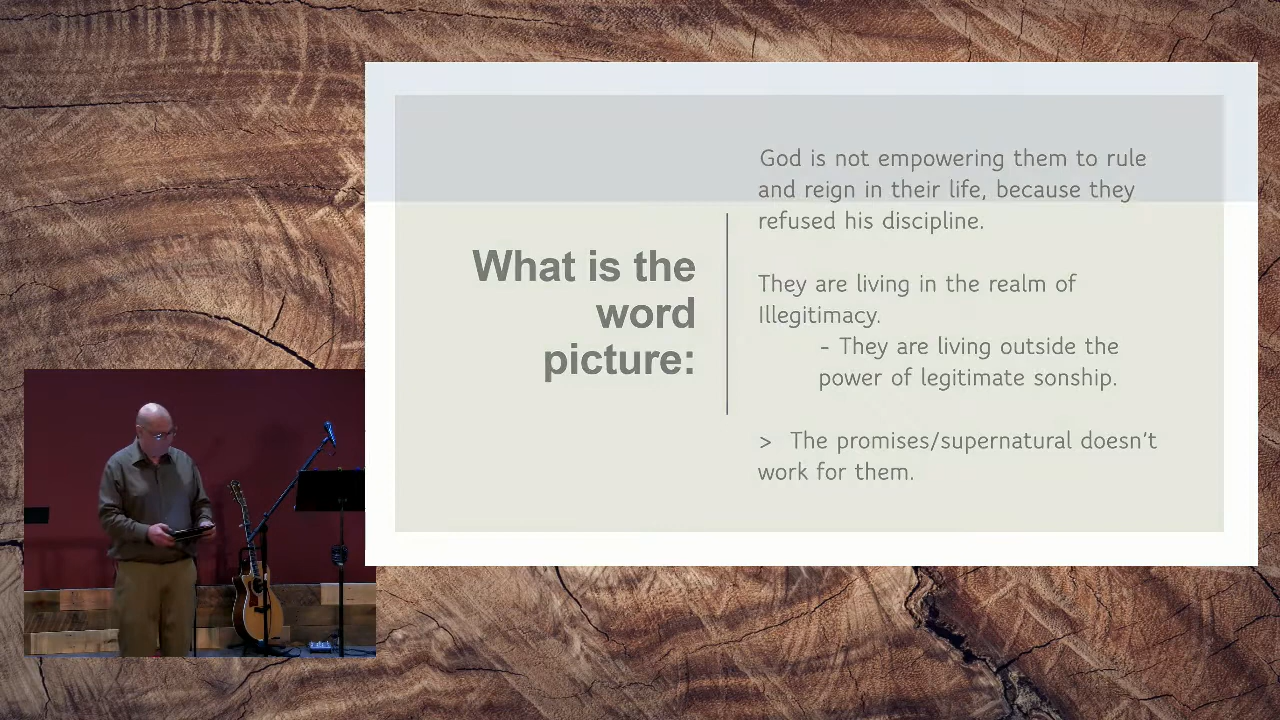 What is the
word
picture:
God is not empowering them to rule
and reign in their life, because they
refused his discipline.
They are living in the realm of
Illegitimacy.
- They are living outside the
power of legitimate sonship.
> The promises/supernatural doesn't
work for them.